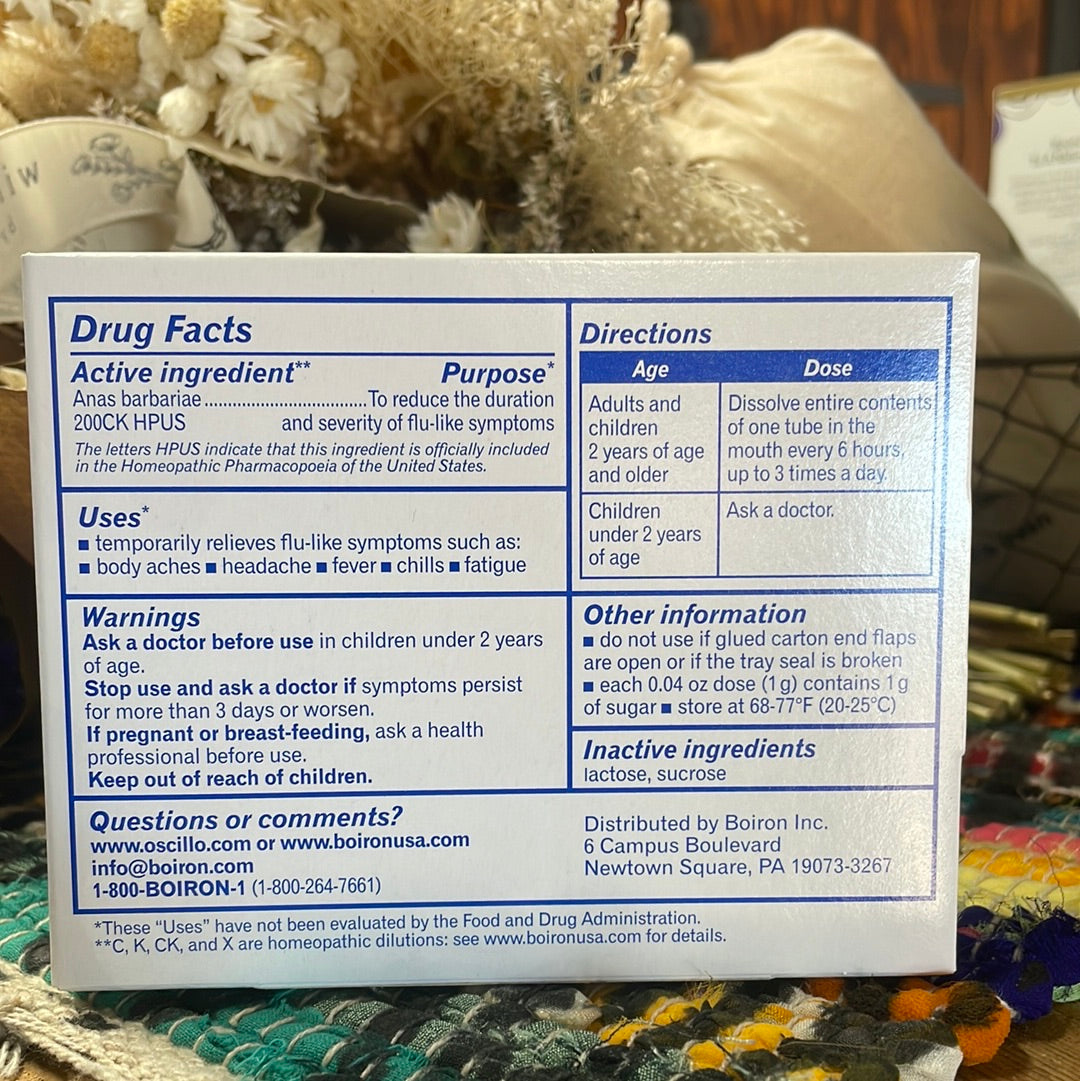 Drug Facts
Active ingredient** Purpose*
Anas barbariae..................................To reduce the duration
200CK HPUS and severity of flu-like symptoms
The letters HPUS indicate that this ingredient is officially included
in the Homeopathic Pharmacopoeia of the United States.
Uses*
■ temporarily relieves flu-like symptoms such as:
■ body aches ■ headache ■ fever ■ chills ■ fatigue
Warnings
Ask a doctor before use in children under 2 years
of age.
Stop use and ask a doctor if symptoms persist
for more than 3 days or worsen.
If pregnant or breast-feeding, ask a health
professional before use.
Keep out of reach of children.
Directions
Age Dose
Adults and
children
2 years of age
and older
Dissolve entire contents
of one tube in the
mouth every 6 hours,
up to 3 times a day.
Children
under 2 years
of age
Ask a doctor.
Other information
■ do not use if glued carton end flaps
are open or if the tray seal is broken
■ each 0.04 oz dose (1 g) contains 1 g
of sugar ■ store at 68-77°F (20-25°C)
Inactive ingredients
lactose, sucrose
Questions or comments?
www.oscillo.com or www.boironusa.com
info@boiron.com
1-800-BOIRON-1 (1-800-264-7661)
Distributed by Boiron Inc.
6 Campus Boulevard
Newtown Square, PA 19073-3267
*These “Uses” have not been evaluated by the Food and Drug Administration.
**C, K, CK, and X are homeopathic dilutions: see www.boironusa.com for details.